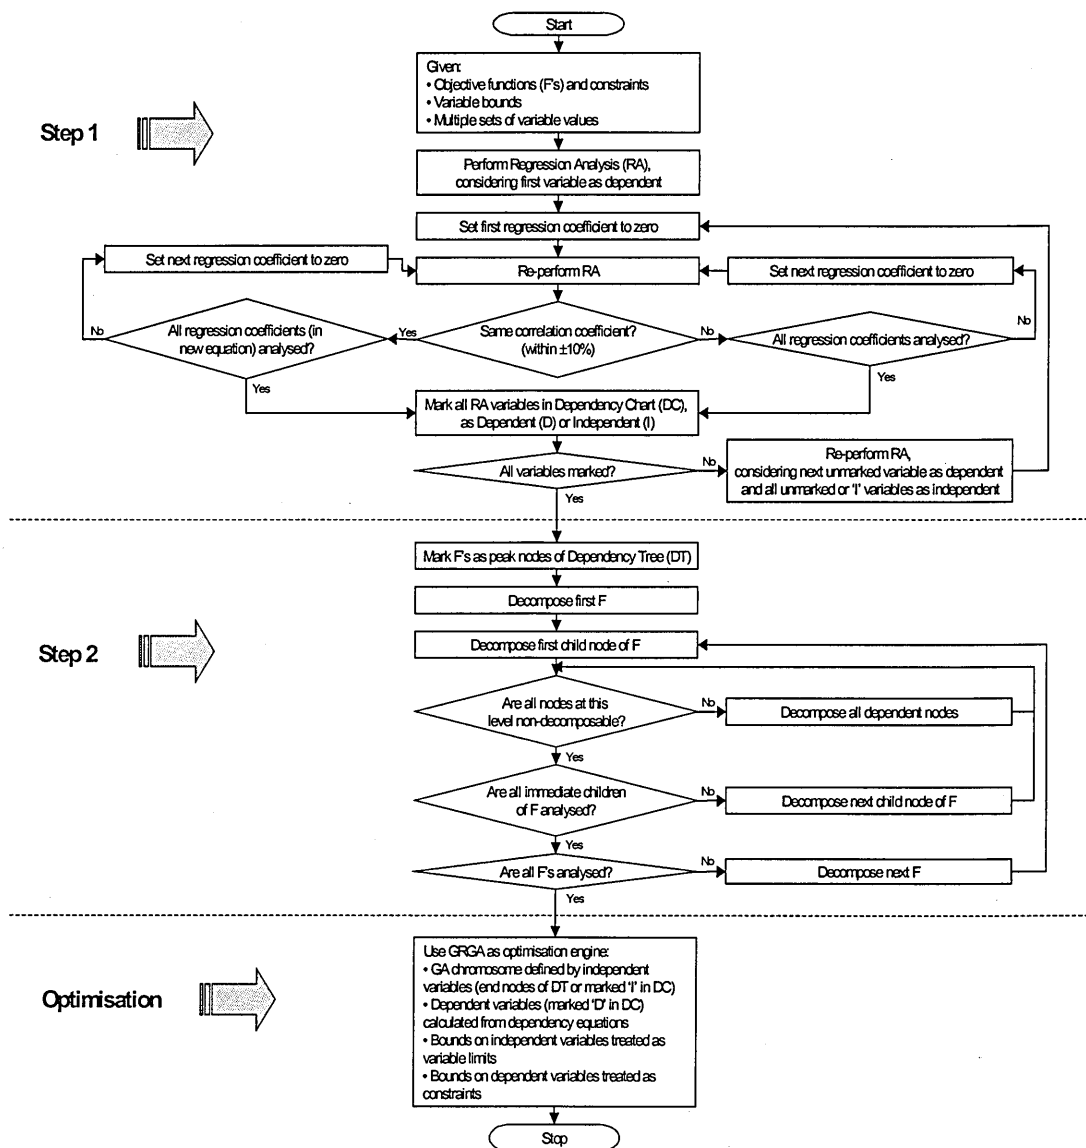 Start
Given:
• Objective functions (F's) and constraints
• Variable bounds
• Multiple sets of variable values
Step 1
Perform Regression Analysis (RA),
considering first variable as dependent
Set first regression coefficient to zero
Set next regression coefficient to zero
Re-perform RA
Set next regression coefficient to zero
No
All regression coefficients (in
new equation) analysed?
Yes
Same correlation coefficient?
(within ±10%)
No
All regression coefficients analysed?
No
Yes
Yes
Mark all RA variables in Dependency Chart (DC),
as Dependent (D) or Independent (I)
All variables marked?
No
Re-perform RA,
considering next unmarked variable as dependent
and all unmarked or 'I' variables as independent
Yes
Mark F's as peak nodes of Dependency Tree (DT)
Decompose first F
Step 2
Decompose first child node of F
Are all nodes at this
level non-decomposable?
No
Decompose all dependent nodes
Yes
Are all immediate children
of F analysed?
No
Decompose next child node of F
Yes
Are all F's analysed?
No
Decompose next F
Yes
Optimisation
Use GRGA as optimisation engine:
• GA chromosome defined by independent
variables (end nodes of DT or marked 'I' in DC)
• Dependent variables (marked 'D' in DC)
calculated from dependency equations
• Bounds on independent variables treated as
variable limits
• Bounds on dependent variables treated as
constraints
Stop